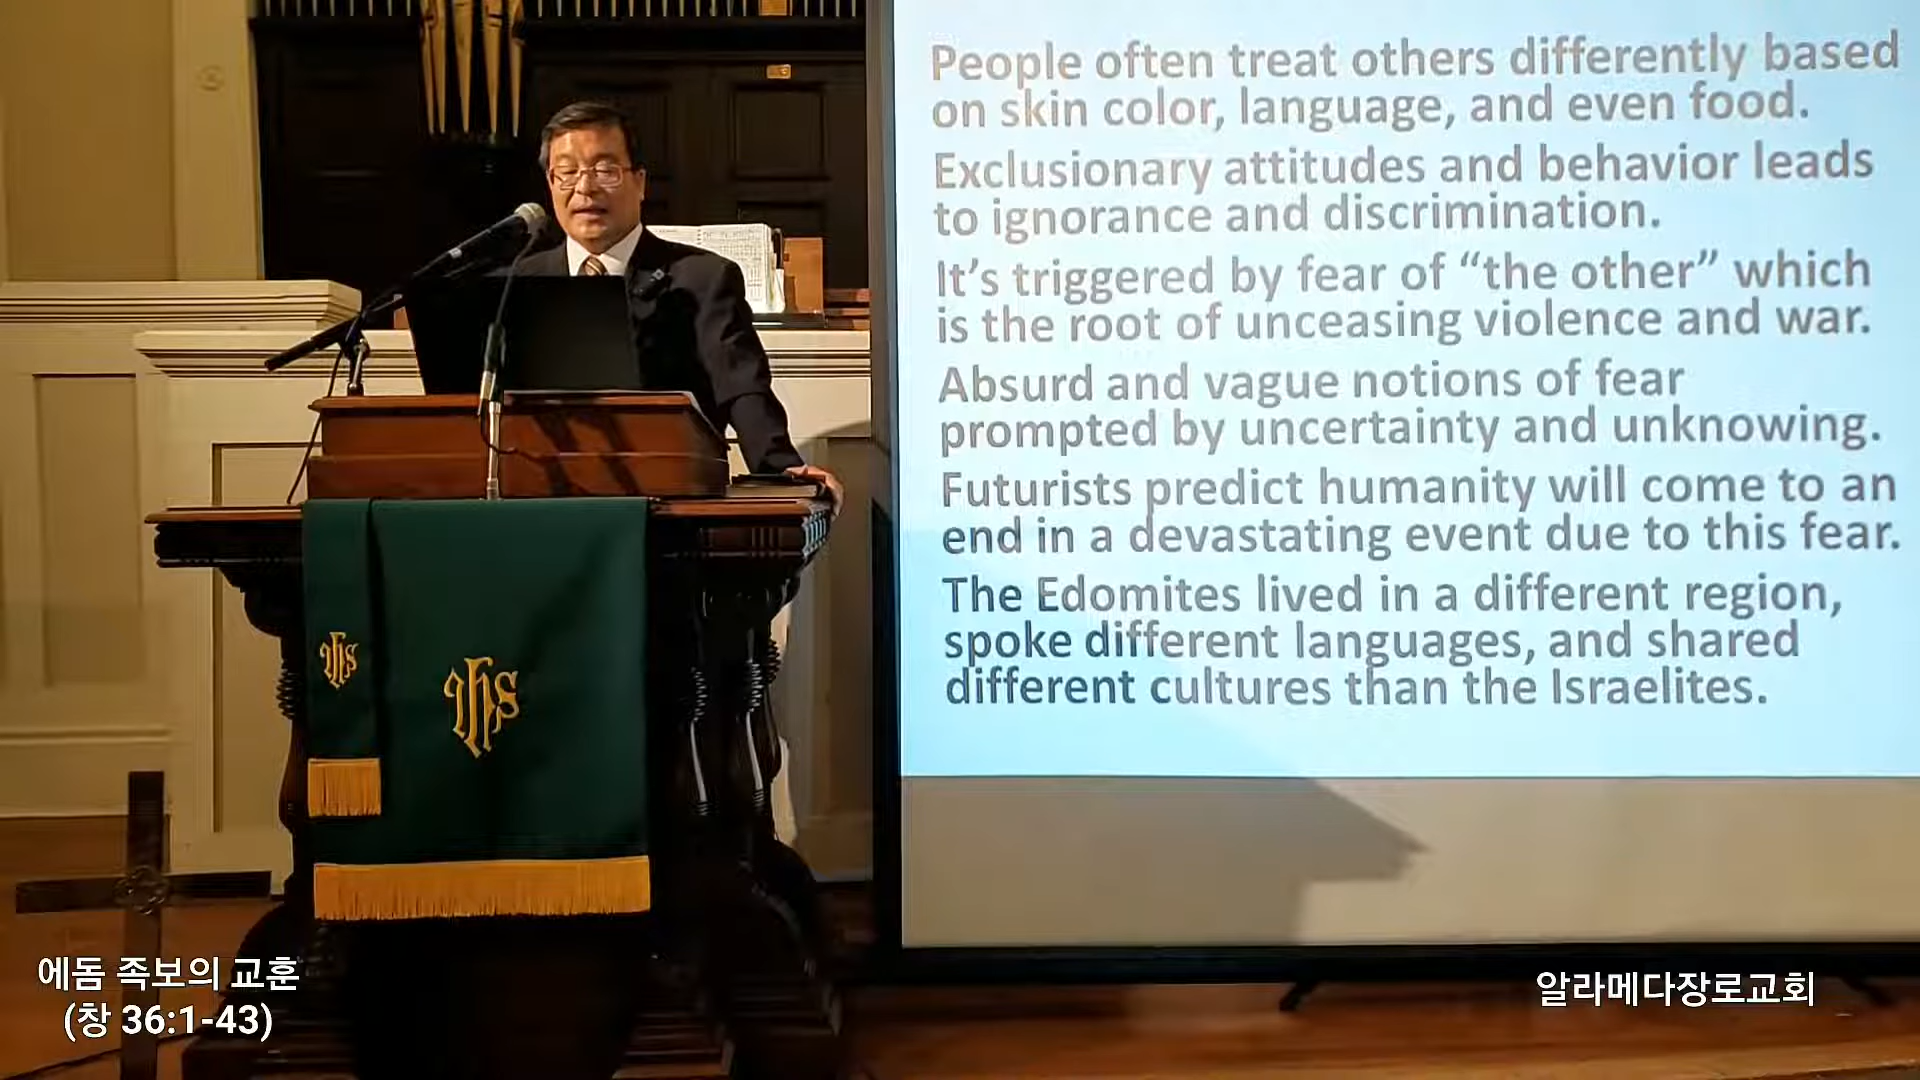 People often treat others differently based
on skin color, language, and even food.
Exclusionary attitudes and behavior leads
to ignorance and discrimination.
It’s triggered by fear of “the other” which
is the root of unceasing violence and war.
Absurd and vague notions of fear
prompted by uncertainty and unknowing.
Futurists predict humanity will come to an
end in a devastating event due to this fear.
The Edomites lived in a different region,
spoke different languages, and shared
different cultures than the Israelites.
ihs
ihs
에돔 족보의 교훈
(창 36:1-43)
알라메다장로교회